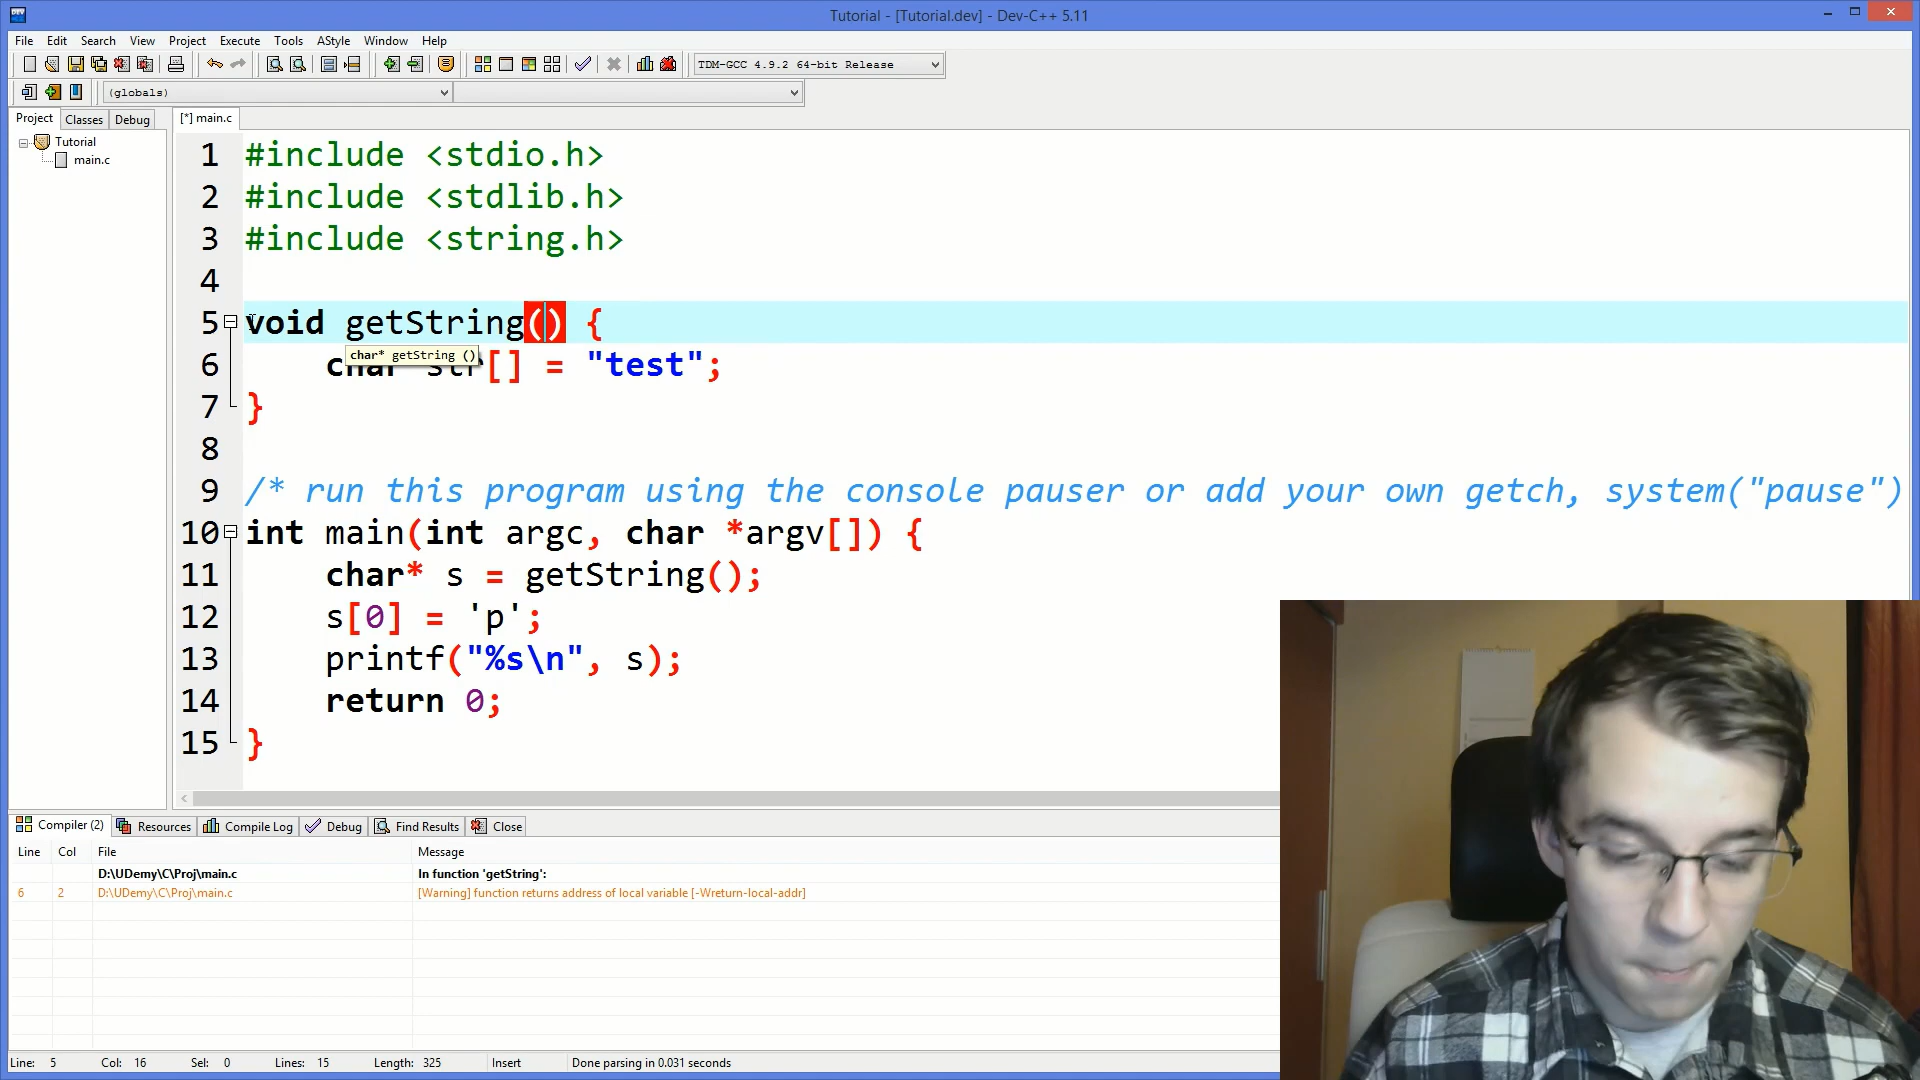 Tutorial - [Tutorial.dev] - Dev-C++ 5.11
File Edit Search View Project Execute Tools AStyle Window Help
TDM-GCC 4.9.2 64-bit Release
(globals)
Project Classes Debug
[*] main.c
Tutorial
main.c
1 #include <stdio.h>
2 #include <stdlib.h>
3 #include <string.h>
4
5 void getString() {
char* getString ()
6 char str[] = "test";
7 }
8
9 /* run this program using the console pauser or add your own getch, system("pause")
10 int main(int argc, char *argv[]) {
11 char* s = getString();
12 s[0] = 'p';
13 printf("%s\n", s);
14 return 0;
15 }
Compiler (2) Resources Compile Log Debug Find Results Close
Line Col File Message
D:\UDemy\C\Proj\main.c In function 'getString':
6 2 D:\UDemy\C\Proj\main.c [Warning] function returns address of local variable [-Wreturn-local-addr]
Line: 5 Col: 16 Sel: 0 Lines: 15 Length: 325 Insert Done parsing in 0.031 seconds